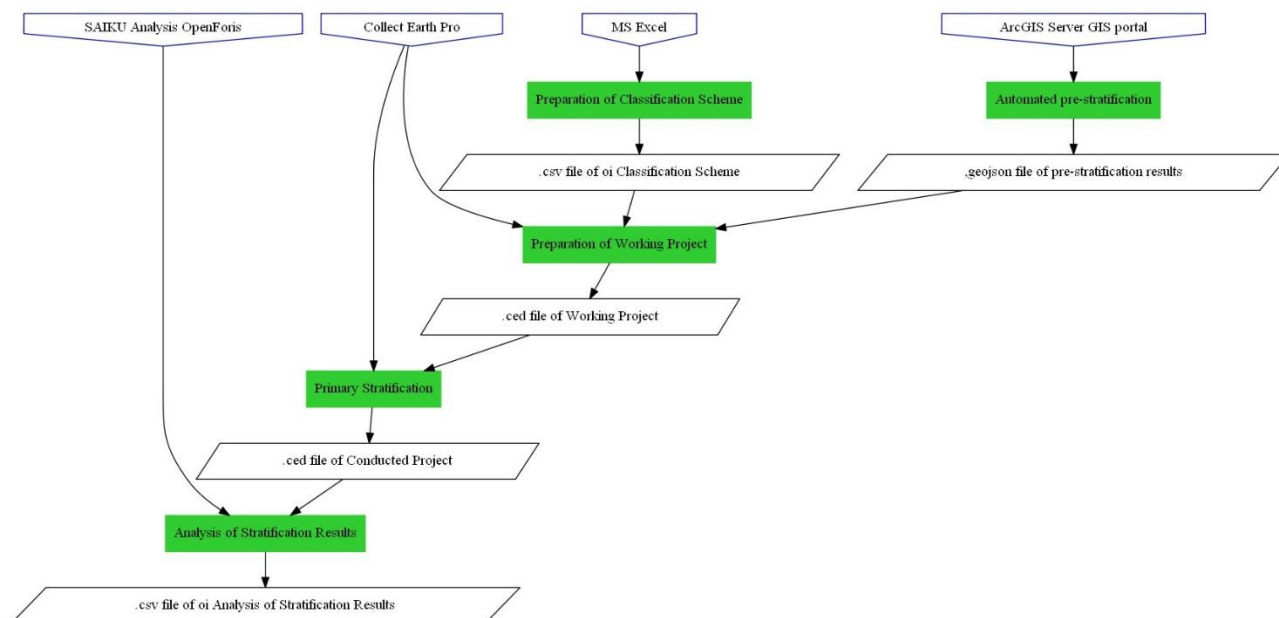 SAIKU Analysis OpenForis
Collect Earth Pro
MS Excel
ArcGIS Server GIS portal
Preparation of Classification Scheme
Automated pre-stratification
.csv file of oi Classification Scheme
.geojson file of pre-stratification results
Preparation of Working Project
.ced file of Working Project
Primary Stratification
.ced file of Conducted Project
Analysis of Stratification Results
.csv file of oi Analysis of Stratification Results